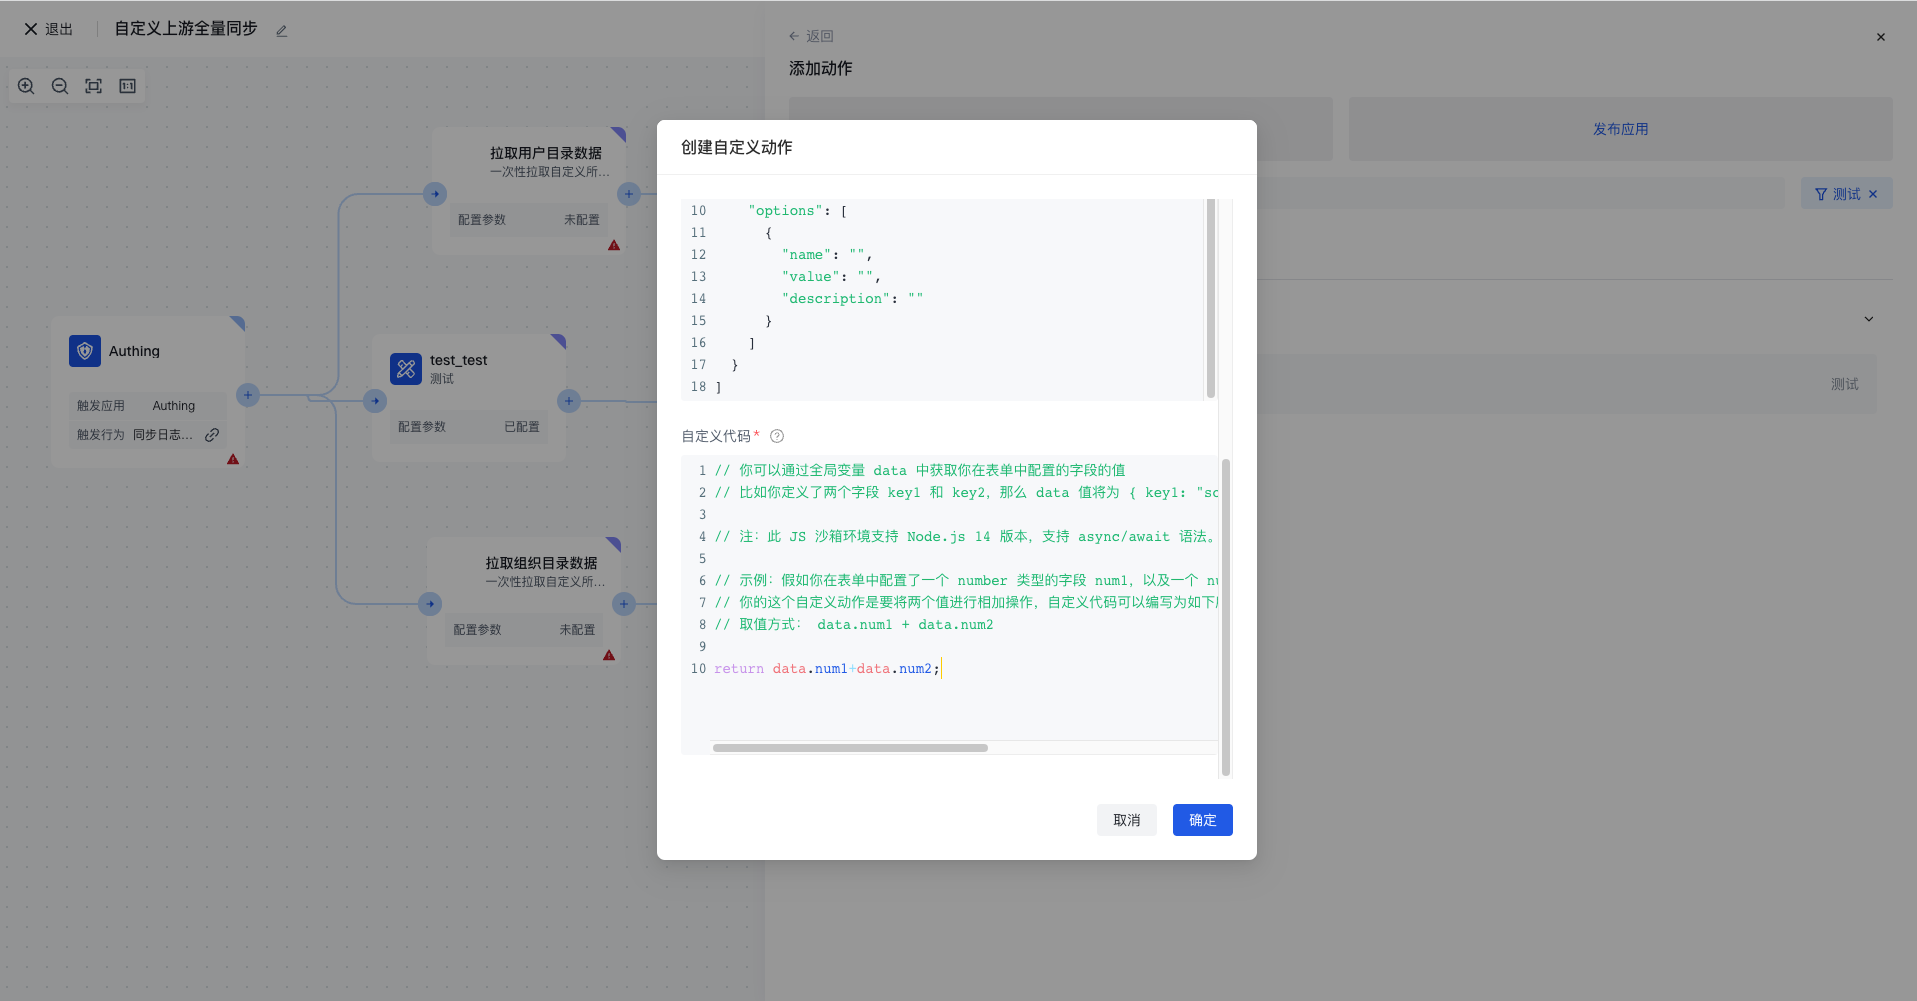 退出
自定义上游全量同步
1:1
拉取用户目录数据
一次性拉取自定义所…
配置参数 未配置
Authing
触发应用 Authing
触发行为 同步日志…
test_test
测试
配置参数 已配置
拉取组织目录数据
一次性拉取自定义所…
配置参数 未配置
返回
添加动作
发布应用
测试
测试
创建自定义动作
10 "options": [
11 {
12 "name": "",
13 "value": "",
14 "description": ""
15 }
16 ]
17 }
18 ]
自定义代码*
1 // 你可以通过全局变量 data 中获取你在表单中配置的字段的值
2 // 比如你定义了两个字段 key1 和 key2，那么 data 值将为 { key1: "so
3
4 // 注：此 JS 沙箱环境支持 Node.js 14 版本，支持 async/await 语法。
5
6 // 示例：假如你在表单中配置了一个 number 类型的字段 num1，以及一个 nu
7 // 你的这个自定义动作是要将两个值进行相加操作，自定义代码可以编写为如下
8 // 取值方式： data.num1 + data.num2
9
10 return data.num1+data.num2;
取消
确定